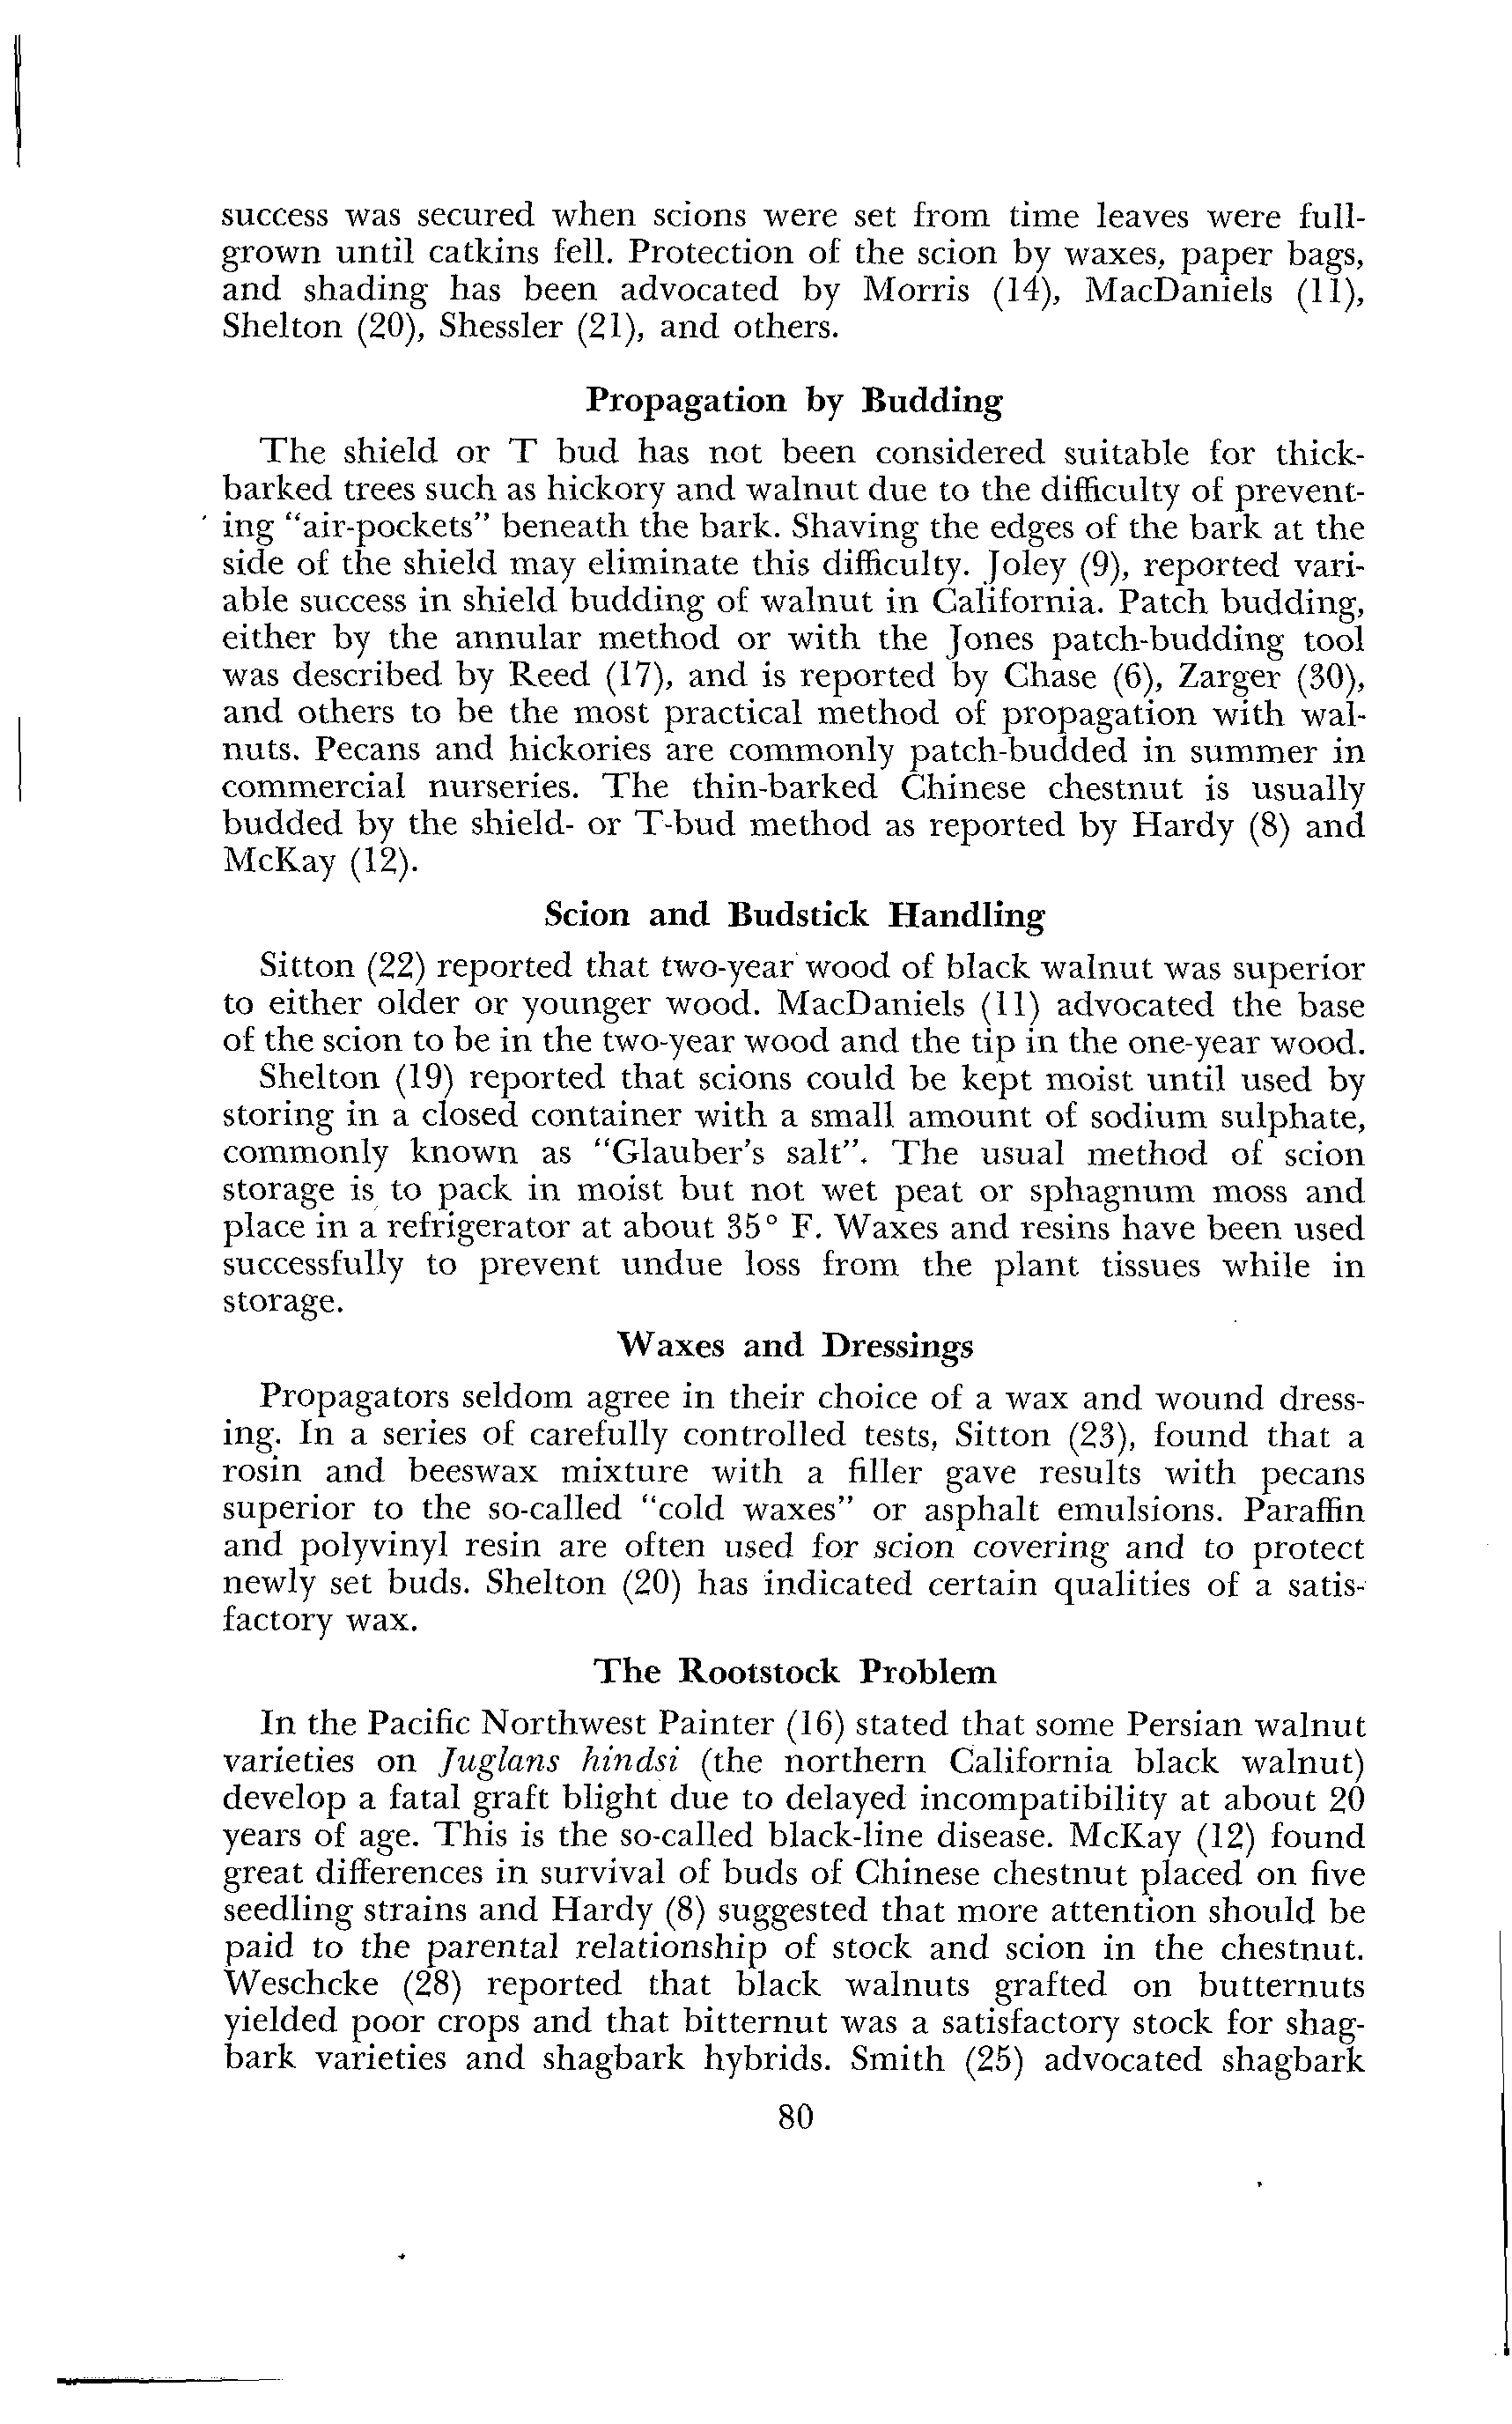 success was secured when scions were set from time leaves were full-
grown until catkins fell. Protection of the scion by waxes, paper bags,
and shading has been advocated by Morris (14), MacDaniels (11),
Shelton (20), Shessler (21), and others.
Propagation by Budding
The shield or T bud has not been considered suitable for thick-
barked trees such as hickory and walnut due to the difficulty of prevent-
ing "air-pockets" beneath the bark. Shaving the edges of the bark at the
side of the shield may eliminate this difficulty. Joley (9), reported vari-
able success in shield budding of walnut in California. Patch budding,
either by the annular method or with the Jones patch-budding tool
was described by Reed (17), and is reported by Chase (6), Zarger (30),
and others to be the most practical method of propagation with wal-
nuts. Pecans and hickories are commonly patch-budded in summer in
commercial nurseries. The thin-barked Chinese chestnut is usually
budded by the shield- or T-bud method as reported by Hardy (8) and
McKay (12).
Scion and Budstick Handling
Sitton (22) reported that two-year wood of black walnut was superior
to either older or younger wood. MacDaniels (11) advocated the base
of the scion to be in the two-year wood and the tip in the one-year wood.
Shelton (19) reported that scions could be kept moist until used by
storing in a closed container with a small amount of sodium sulphate,
commonly known as "Glauber's salt". The usual method of scion
storage is to pack in moist but not wet peat or sphagnum moss and
place in a refrigerator at about 35° F. Waxes and resins have been used
successfully to prevent undue loss from the plant tissues while in
storage.
Waxes and Dressings
Propagators seldom agree in their choice of a wax and wound dress-
ing. In a series of carefully controlled tests, Sitton (23), found that a
rosin and beeswax mixture with a filler gave results with pecans
superior to the so-called "cold waxes" or asphalt emulsions. Paraffin
and polyvinyl resin are often used for scion covering and to protect
newly set buds. Shelton (20) has indicated certain qualities of a satis-
factory wax.
The Rootstock Problem
In the Pacific Northwest Painter (16) stated that some Persian walnut
varieties on Juglans hindsi (the northern California black walnut)
develop a fatal graft blight due to delayed incompatibility at about 20
years of age. This is the so-called black-line disease. McKay (12) found
great differences in survival of buds of Chinese chestnut placed on five
seedling strains and Hardy (8) suggested that more attention should be
paid to the parental relationship of stock and scion in the chestnut.
Weschcke (28) reported that black walnuts grafted on butternuts
yielded poor crops and that bitternut was a satisfactory stock for shag-
bark varieties and shagbark hybrids. Smith (25) advocated shagbark
80